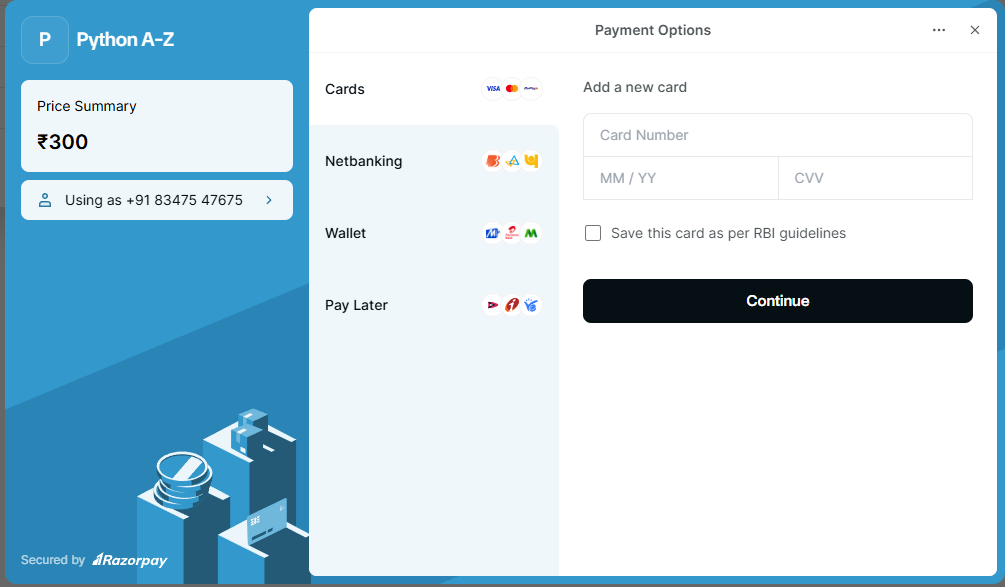 P
Python A-Z
Price Summary
₹300
Using as +91 83475 47675
Secured by Razorpay
Payment Options
Cards
VISA
Netbanking
Wallet
Pay Later
Add a new card
Card Number
MM / YY
CVV
Save this card as per RBI guidelines
Continue